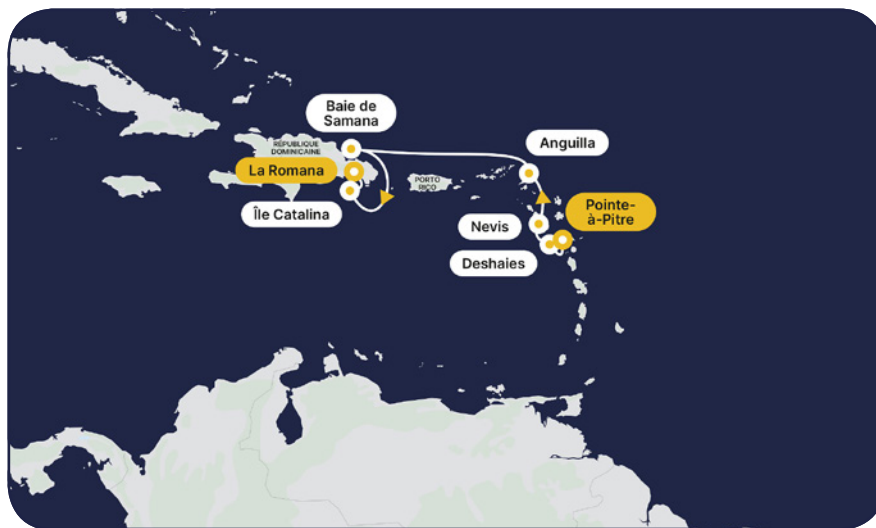 Baie de
Samana
RÉPUBLIQUE
DOMINICAINE
La Romana
Île Catalina
PORTO
RICO
Anguilla
Pointe-
à-Pitre
Nevis
Deshaies